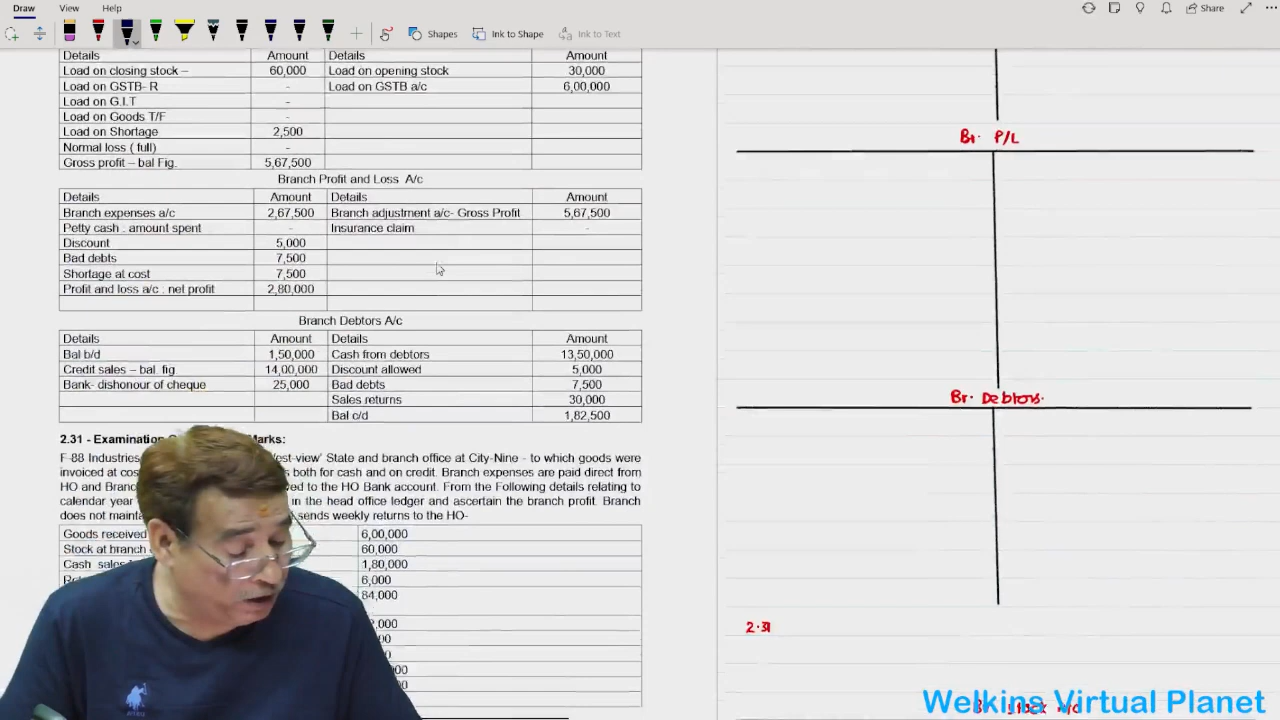 Draw View Help
Shapes Ink to Shape Ink to Text Share
Details Amount Details Amount
Load on closing stock – 60,000 Load on opening stock 30,000
Load on GSTB- R - Load on GSTB a/c 6,00,000
Load on G.I.T -
Load on Goods T/F -
Load on Shortage 2,500
Normal loss ( full) -
Gross profit – bal Fig. 5,67,500
Branch Profit and Loss A/c
Details Amount Details Amount
Branch expenses a/c 2,67,500 Branch adjustment a/c- Gross Profit 5,67,500
Petty cash : amount spent - Insurance claim -
Discount 5,000
Bad debts 7,500
Shortage at cost 7,500
Profit and loss a/c : net profit 2,80,000
Branch Debtors A/c
Details Amount Details Amount
Bal b/d 1,50,000 Cash from debtors 13,50,000
Credit sales – bal. fig 14,00,000 Discount allowed 5,000
Bank- dishonour of cheque 25,000 Bad debts 7,500
Sales returns 30,000
Bal c/d 1,82,500
2.31 - Examination Marks:
F-88 Industries State and branch office at City-Nine - to which goods were
invoiced at both for cash and on credit. Branch expenses are paid direct from
HO and to the HO Bank account. From the Following details relating to
calendar year in the head office ledger and ascertain the branch profit. Branch
does not sends weekly returns to the HO-
Goods received 6,00,000
Stock at branch 60,000
Cash sales 1,80,000
6,000
84,000
Br. P/L
Br. Debtors.
2.31
stock a/c
Welkins Virtual Planet